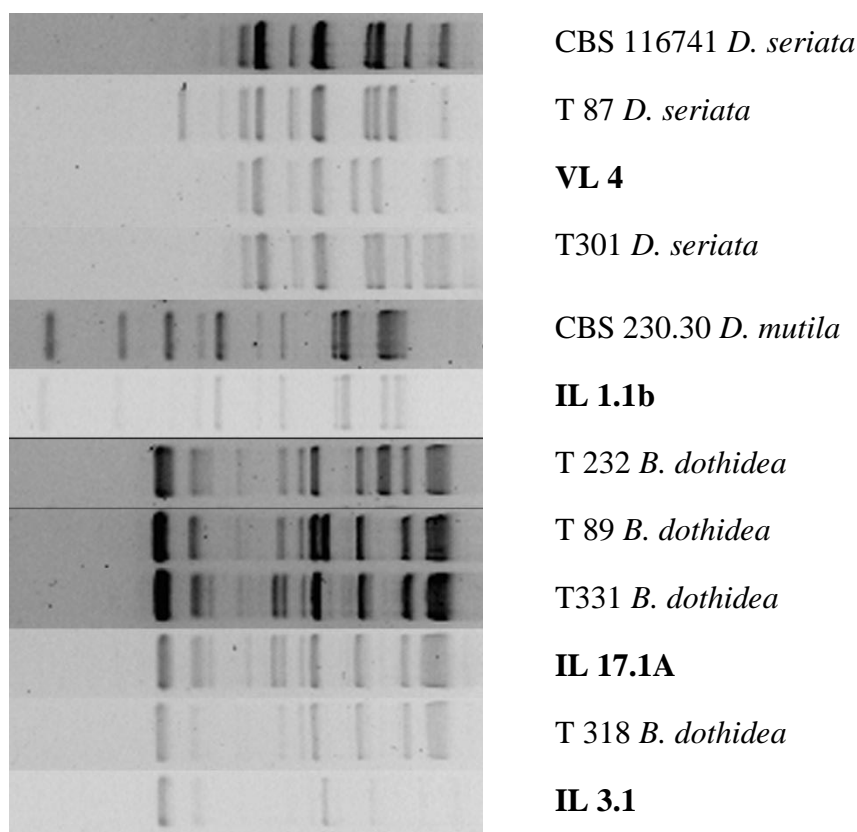 CBS 116741 D. seriata
T 87 D. seriata
VL 4
T301 D. seriata
CBS 230.30 D. mutila
IL 1.1b
T 232 B. dothidea
T 89 B. dothidea
T331 B. dothidea
IL 17.1A
T 318 B. dothidea
IL 3.1